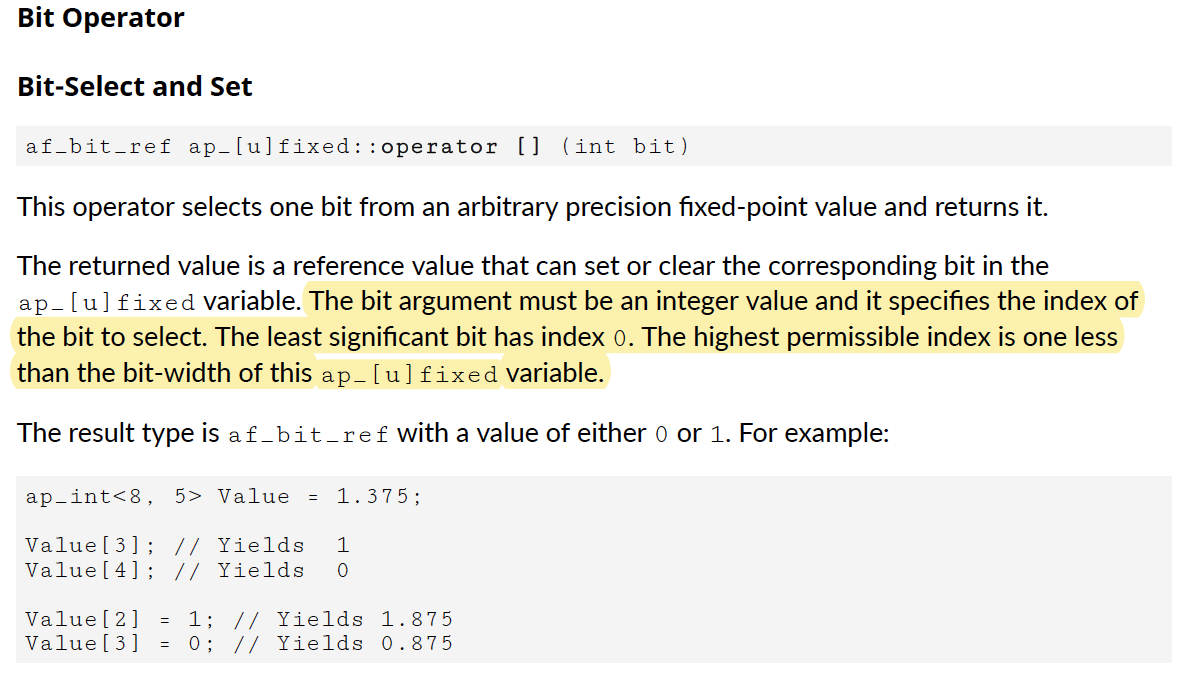 Bit Operator
Bit-Select and Set
af_bit_ref ap_[u]fixed::operator [] (int bit)
This operator selects one bit from an arbitrary precision fixed-point value and returns it.
The returned value is a reference value that can set or clear the corresponding bit in the
ap_[u]fixed variable. The bit argument must be an integer value and it specifies the index of
the bit to select. The least significant bit has index 0. The highest permissible index is one less
than the bit-width of this ap_[u]fixed variable.
The result type is af_bit_ref with a value of either 0 or 1. For example:
ap_int<8, 5> Value = 1.375;
Value[3]; // Yields  1
Value[4]; // Yields  0
Value[2] = 1; // Yields 1.875
Value[3] = 0; // Yields 0.875